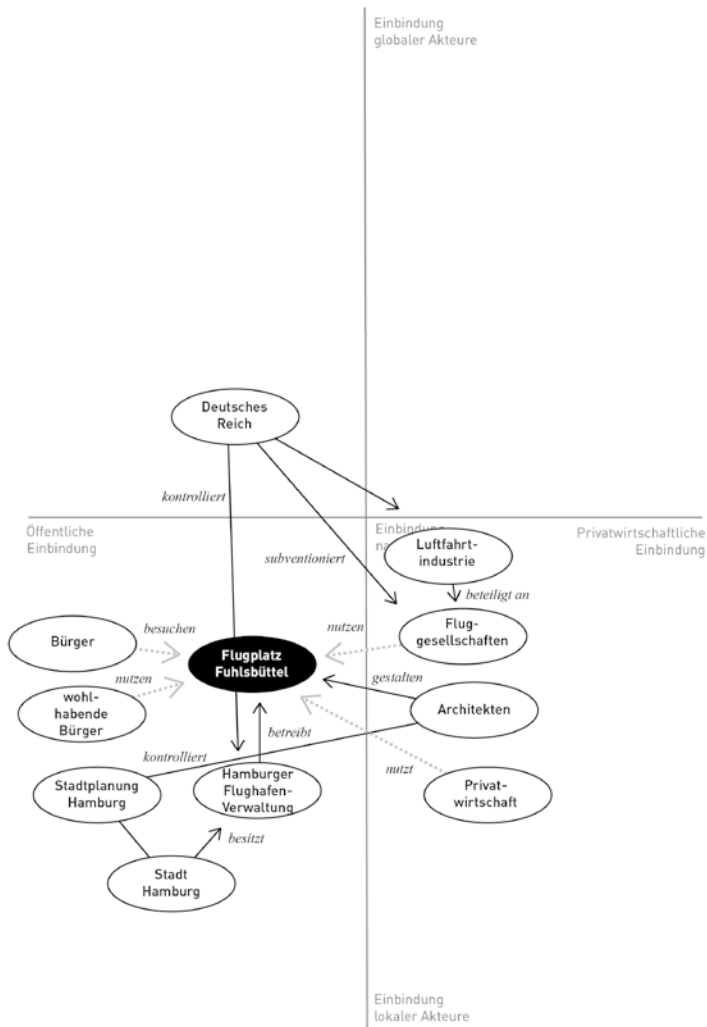 Einbindung
globaler Akteure
Deutsches
Reich
kontrolliert
Öffentliche
Einbindung
Einbindung
Privatwirtschaftliche
Einbindung
subventioniert
Luftfahrt-
industrie
beteiligt an
Bürger
besuchen
nutzen
Flug-
gesellschaften
Flugplatz
Fuhlsbüttel
nutzen
gestalten
wohl-
habende
Bürger
Architekten
betreibt
kontrolliert
Stadtplanung
Hamburg
Hamburger
Flughafen-
Verwaltung
nutzt
Privat-
wirtschaft
besitzt
Stadt
Hamburg
Einbindung
lokaler Akteure